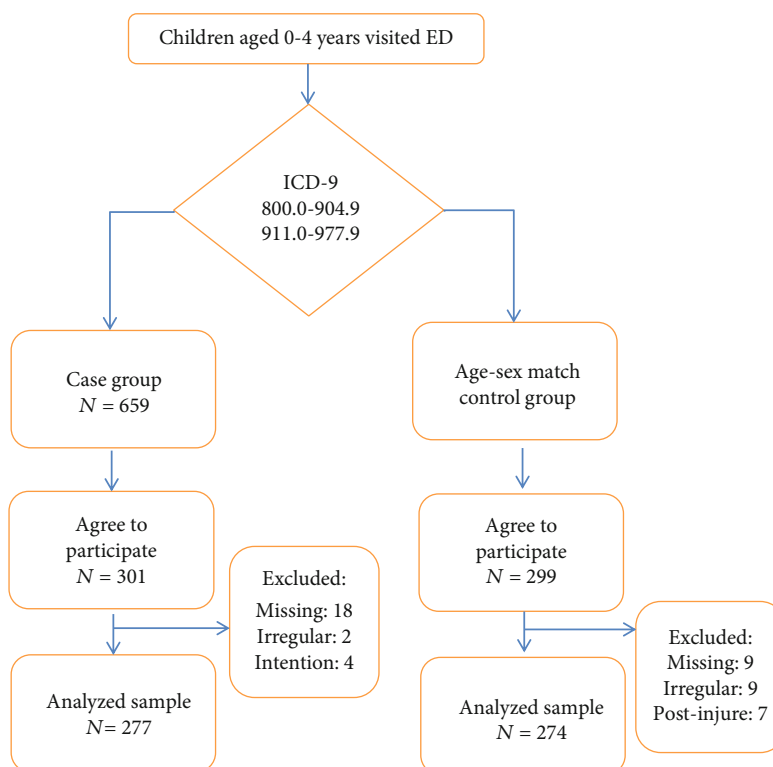 Children aged 0-4 years visited ED
ICD-9
800.0-904.9
911.0-977.9
Case group
N = 659
Age-sex match
control group
Agree to
participate
N = 301
Agree to
participate
N = 299
Excluded:
Missing: 18
Irregular: 2
Intention: 4
Excluded:
Missing: 9
Irregular: 9
Post-injure: 7
Analyzed sample
N= 277
Analyzed sample
N = 274